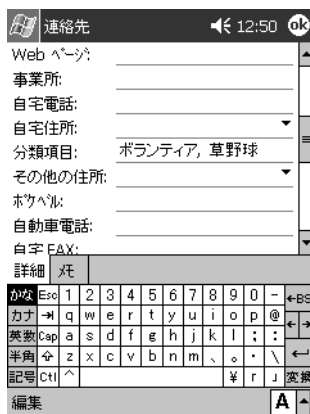 連絡先 12:50 ok
Web ページ:
事業所:
自宅電話:
自宅住所:
分類項目: ボランティア, 草野球
その他の住所:
ポケベル:
自動車電話:
自宅 FAX:
詳細 メモ
かな Esc 1 2 3 4 5 6 7 8 9 0 - ←BS
カナ →| q w e r t y u i o p @ ← →
英数 Cap a s d f g h j k l ; :
半角 z x c v b n m 、 。 ・ \ ←┘
記号 Ctl ^ ¥ 「 」 変換
編集 A